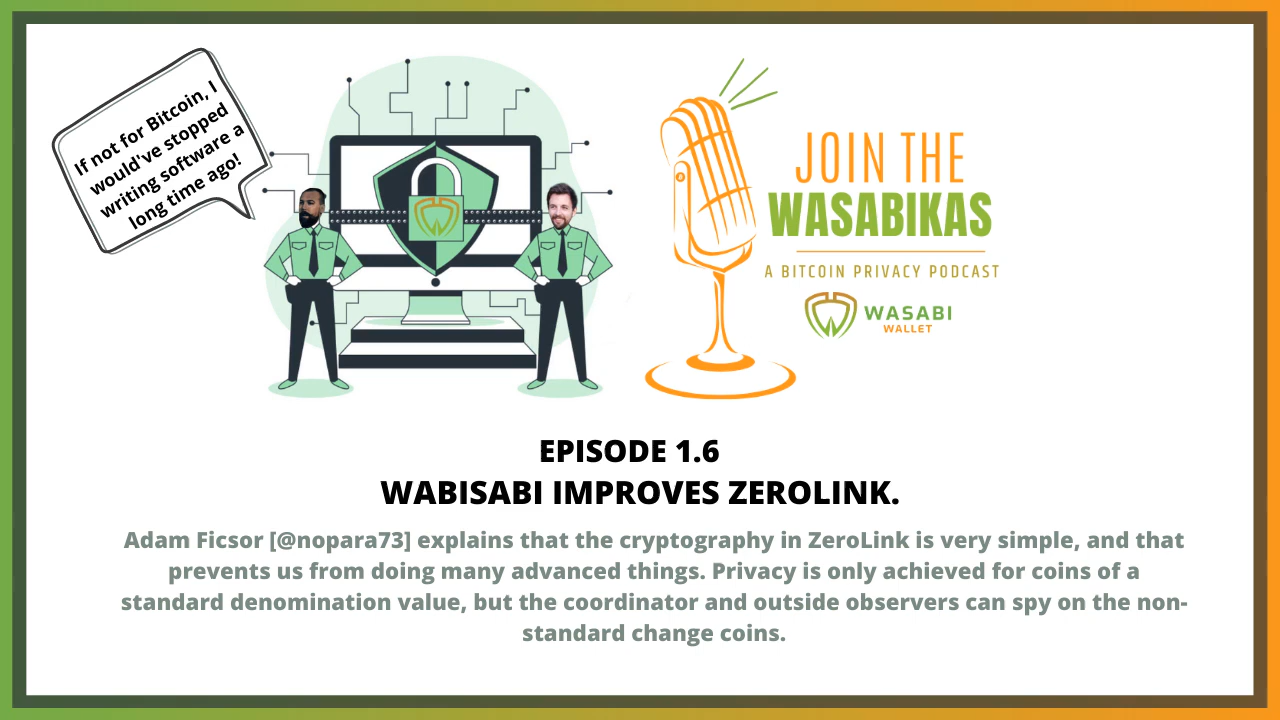 If not for Bitcoin, I
would've stopped
writing software a
long time ago!
JOIN THE
WASABIKAS
A BITCOIN PRIVACY PODCAST
WASABI
WALLET
EPISODE 1.6
WABISABI IMPROVES ZEROLINK.
Adam Ficsor [@nopara73] explains that the cryptography in ZeroLink is very simple, and that
prevents us from doing many advanced things. Privacy is only achieved for coins of a
standard denomination value, but the coordinator and outside observers can spy on the non-
standard change coins.